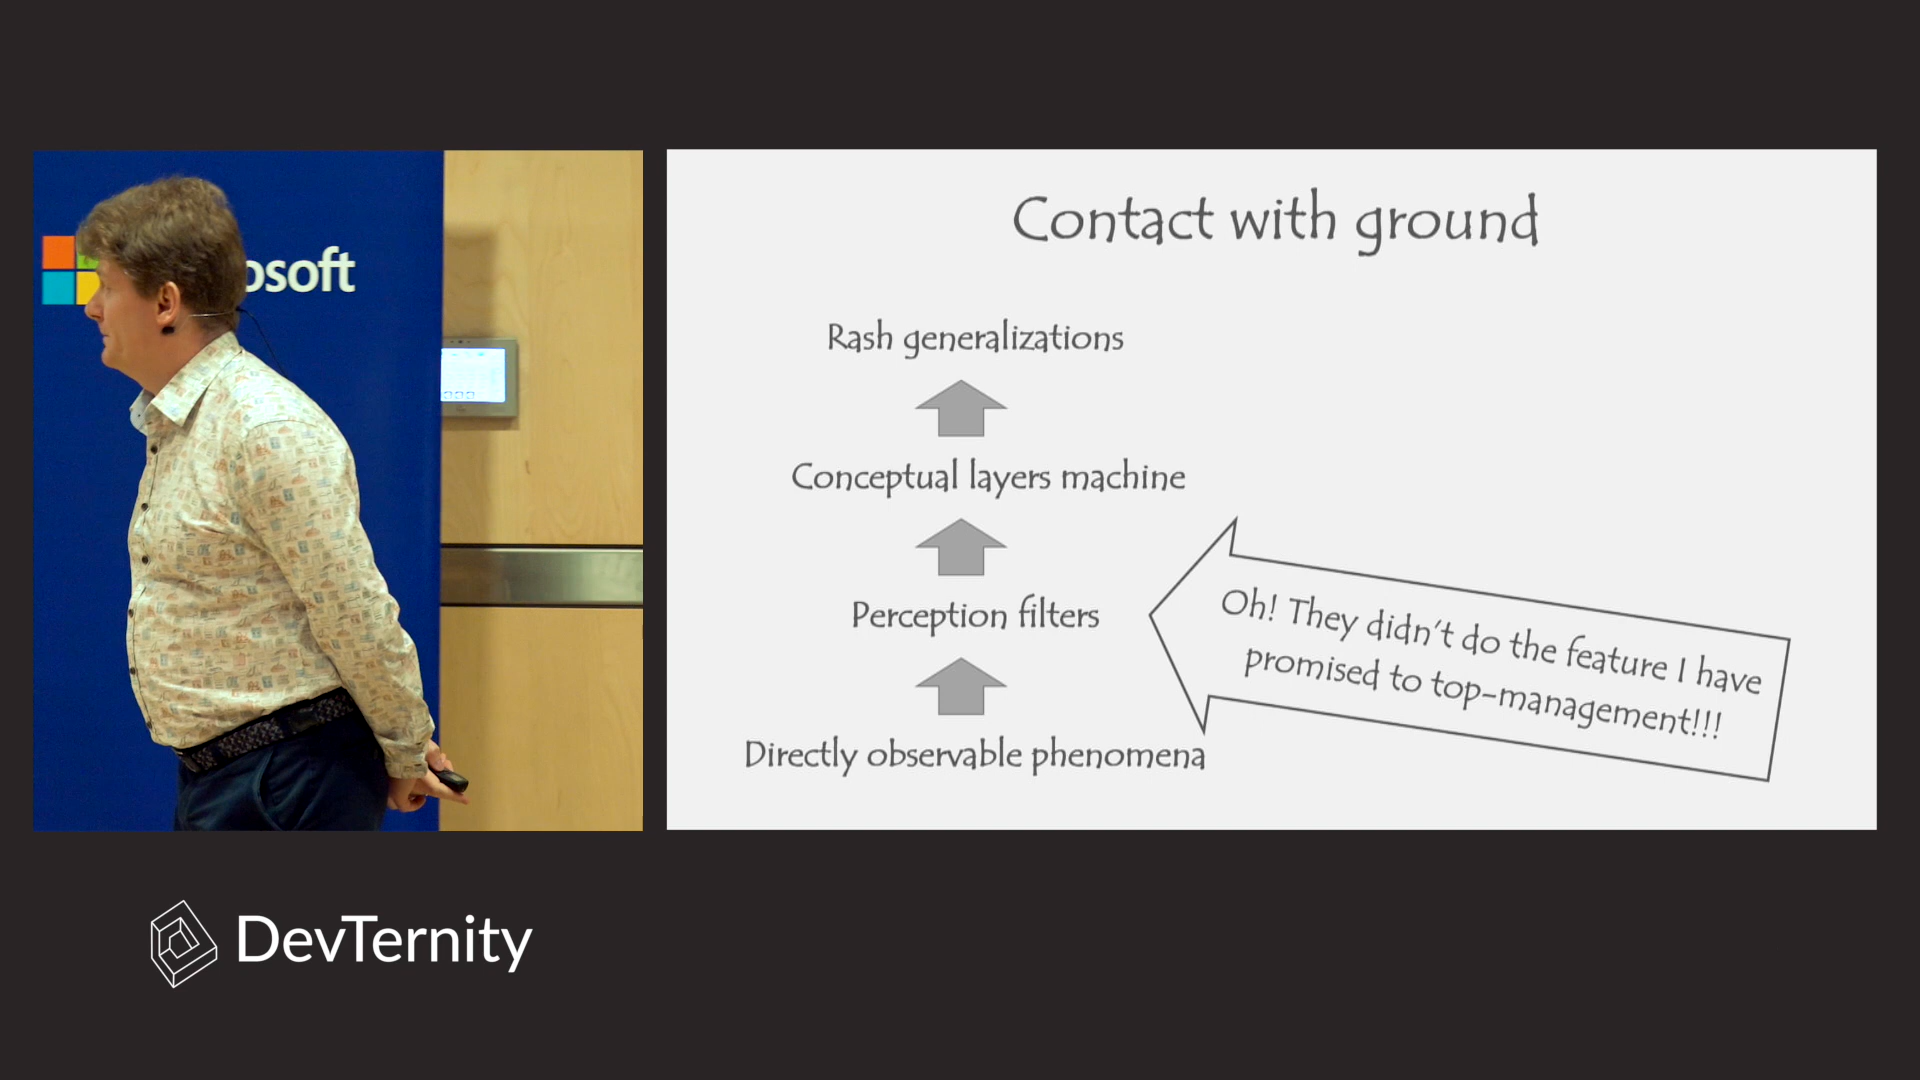 osoft
Contact with ground
Rash generalizations
Conceptual layers machine
Perception filters
Oh! They didn't do the feature I have
promised to top-management!!!
Directly observable phenomena
DevTernity